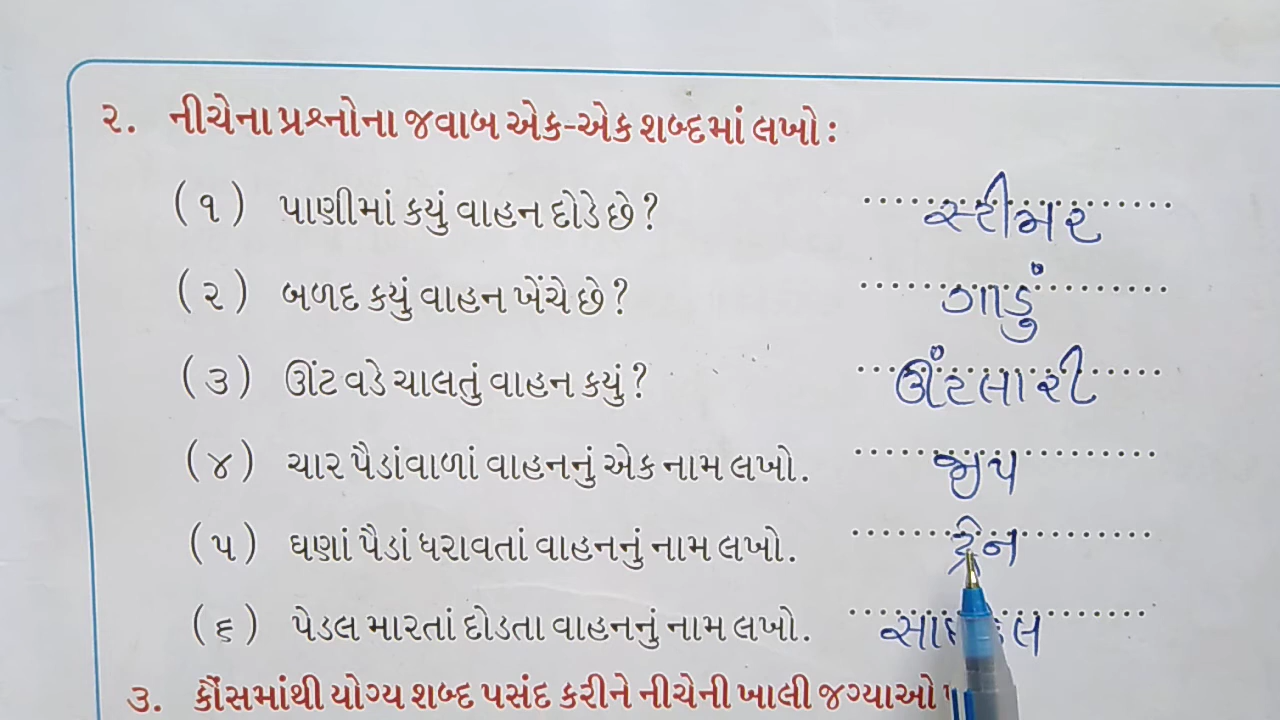 ૨. નીચેના પ્રશ્નોના જવાબ એક-એક શબ્દમાં લખો :
(૧) પાણીમાં કયું વાહન દોડે છે? સ્ટીમર
(૨) બળદ કયું વાહન ખેંચે છે? ગાડું
(૩) ઊંટ વડે ચાલતું વાહન કયું? ઊંટલારી
(૪) ચાર પૈડાંવાળાં વાહનનું એક નામ લખો. જીપ
(૫) ઘણાં પૈડાં ધરાવતાં વાહનનું નામ લખો. ટ્રેન
(૬) પેડલ મારતાં દોડતા વાહનનું નામ લખો.
૩. કૌંસમાંથી યોગ્ય શબ્દ પસંદ કરીને નીચેની ખાલી જગ્યાઓ